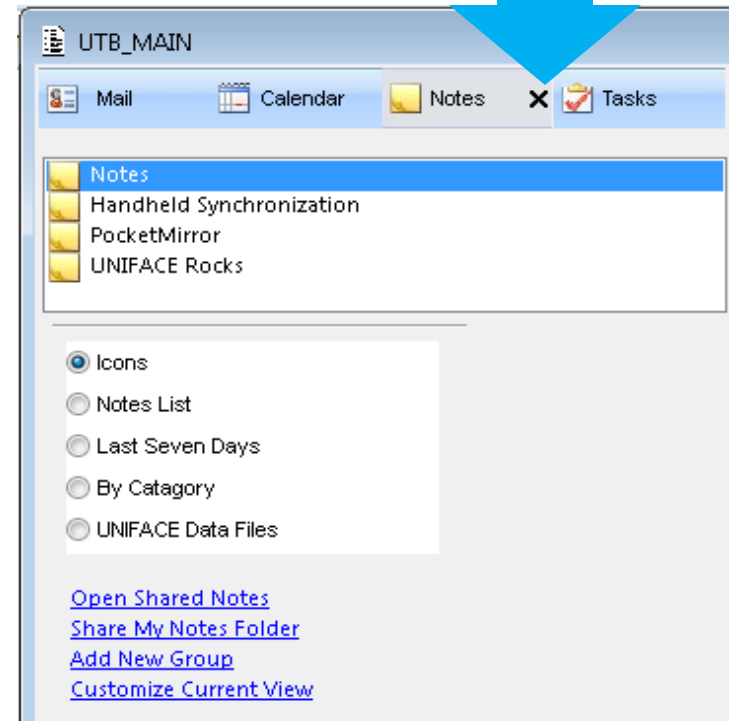 UTB_MAIN
Mail Calendar Notes Tasks
Notes
Handheld Synchronization
PocketMirror
UNIFACE Rocks
Icons
Notes List
Last Seven Days
By Catagory
UNIFACE Data Files
Open Shared Notes
Share My Notes Folder
Add New Group
Customize Current View